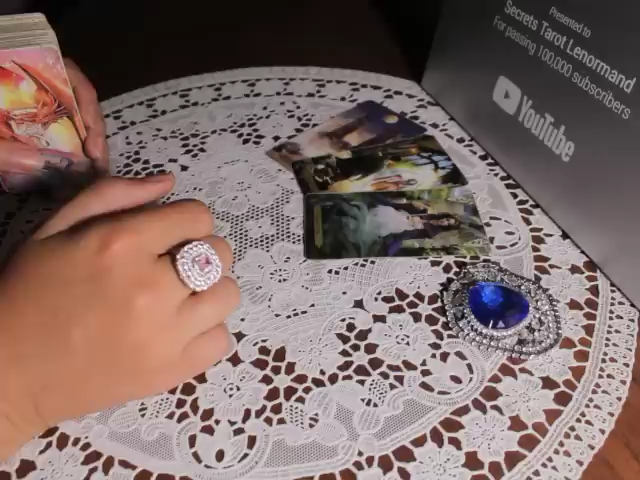 Presented to
Secrets Tarot Lenormand
For passing 100,000 subscribers
YouTube